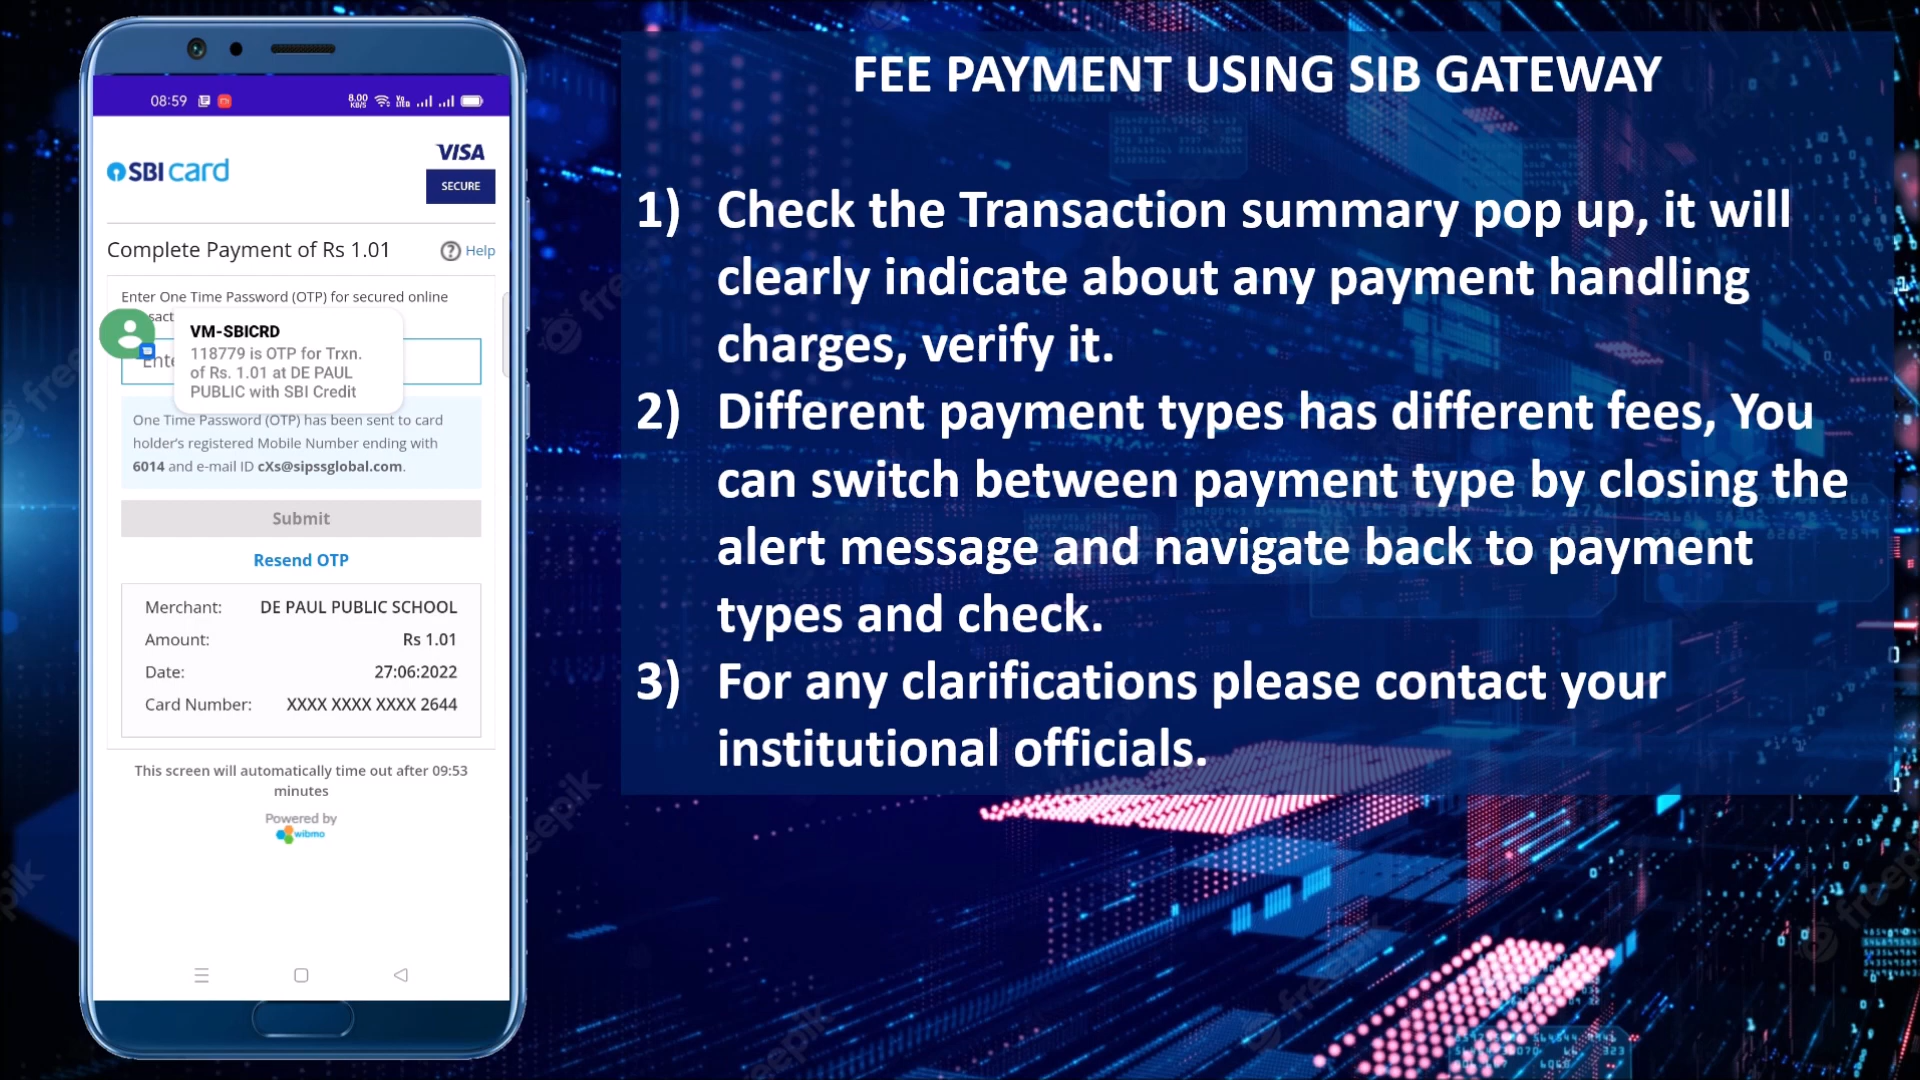 08:59
8.00
KB/S
SBI card
VISA
SECURE
Complete Payment of Rs 1.01
Help
Enter One Time Password (OTP) for secured online
VM-SBICRD
118779 is OTP for Trxn.
of Rs. 1.01 at DE PAUL
PUBLIC with SBI Credit
One Time Password (OTP) has been sent to card
holder's registered Mobile Number ending with
6014 and e-mail ID cXs@sipssglobal.com.
Submit
Resend OTP
Merchant: DE PAUL PUBLIC SCHOOL
Amount: Rs 1.01
Date: 27:06:2022
Card Number: XXXX XXXX XXXX 2644
This screen will automatically time out after 09:53
minutes
Powered by
wibmo
FEE PAYMENT USING SIB GATEWAY
1) Check the Transaction summary pop up, it will
clearly indicate about any payment handling
charges, verify it.
2) Different payment types has different fees, You
can switch between payment type by closing the
alert message and navigate back to payment
types and check.
3) For any clarifications please contact your
institutional officials.